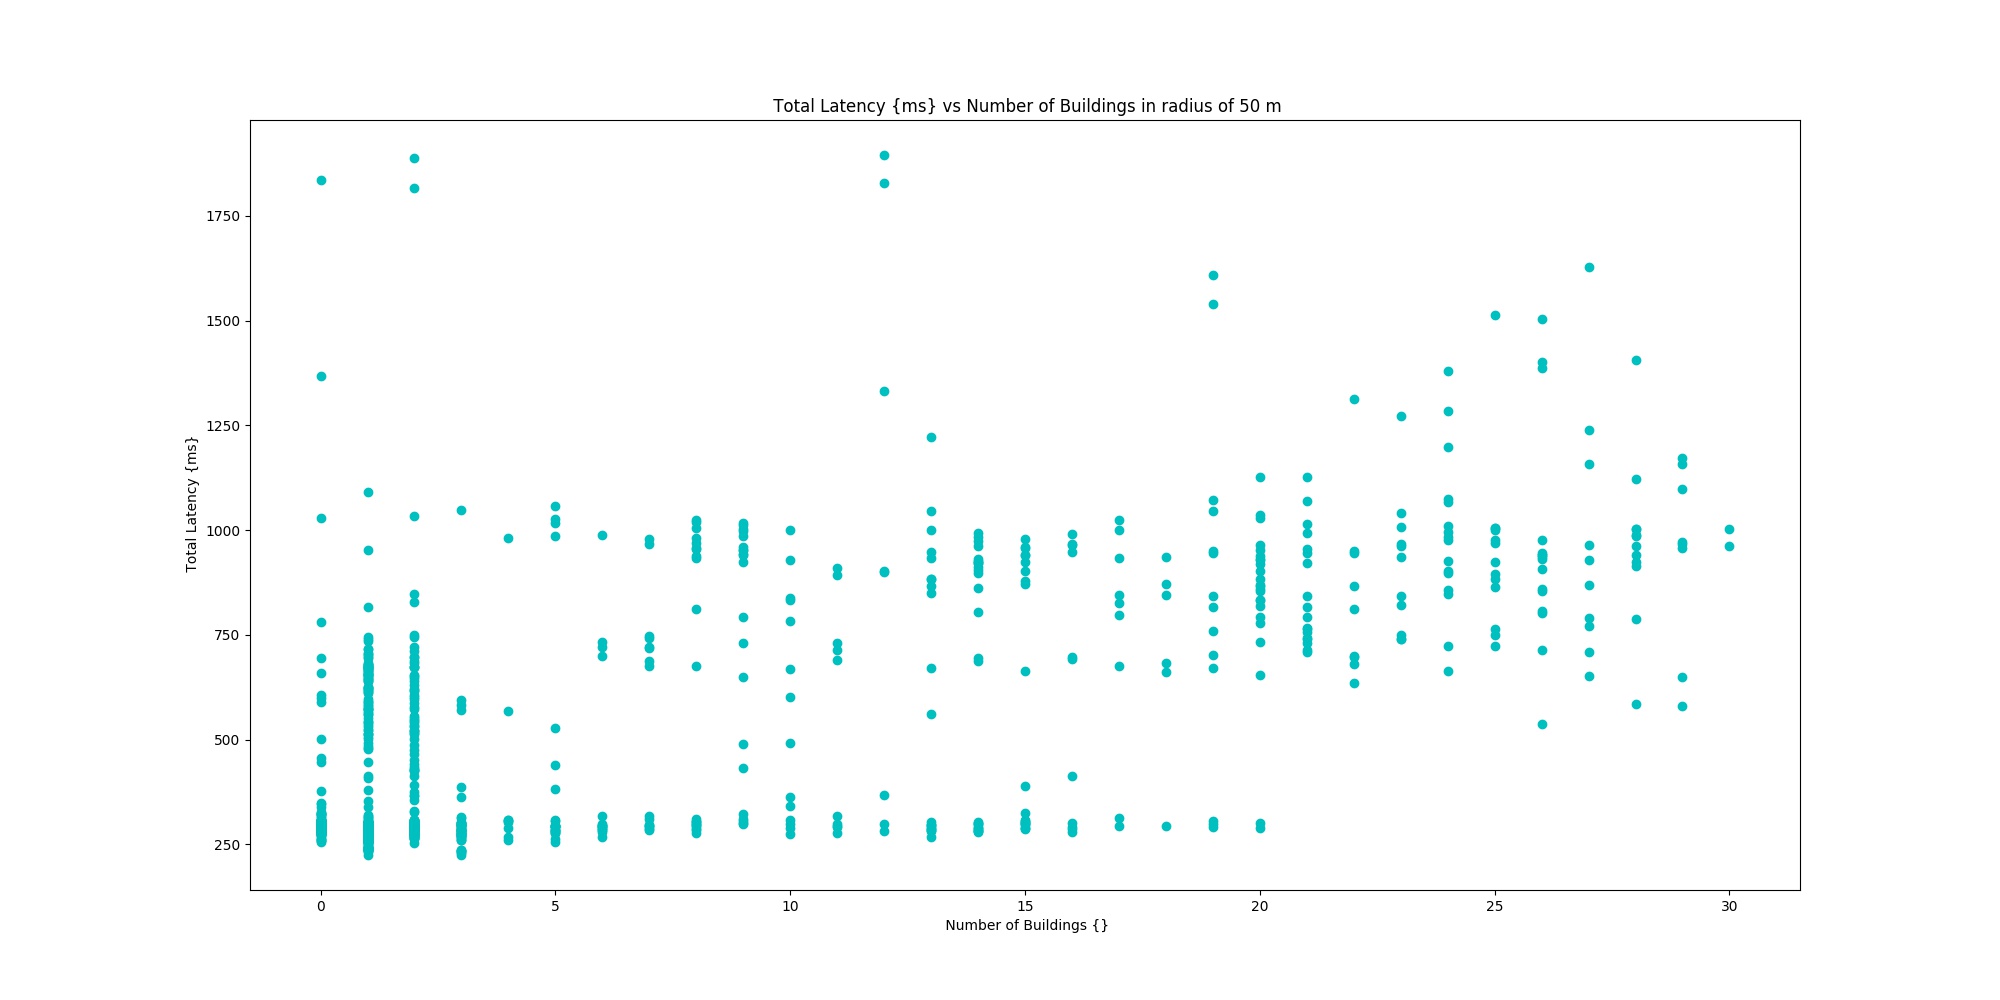 Total Latency {ms} vs Number of Buildings in radius of 50 m
1750
1500
1250
1000
750
500
250
Total Latency {ms}
0 5 10 15 20 25 30
Number of Buildings {}